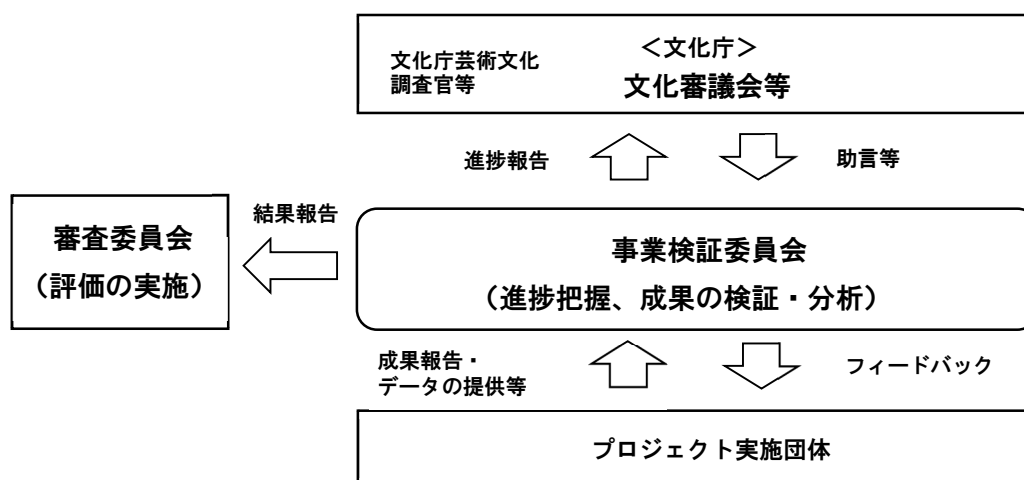 文化庁芸術文化
調査官等
＜文化庁＞
文化審議会等
進捗報告
助言等
結果報告
審査委員会
（評価の実施）
事業検証委員会
（進捗把握、成果の検証・分析）
成果報告・
データの提供等
フィードバック
プロジェクト実施団体